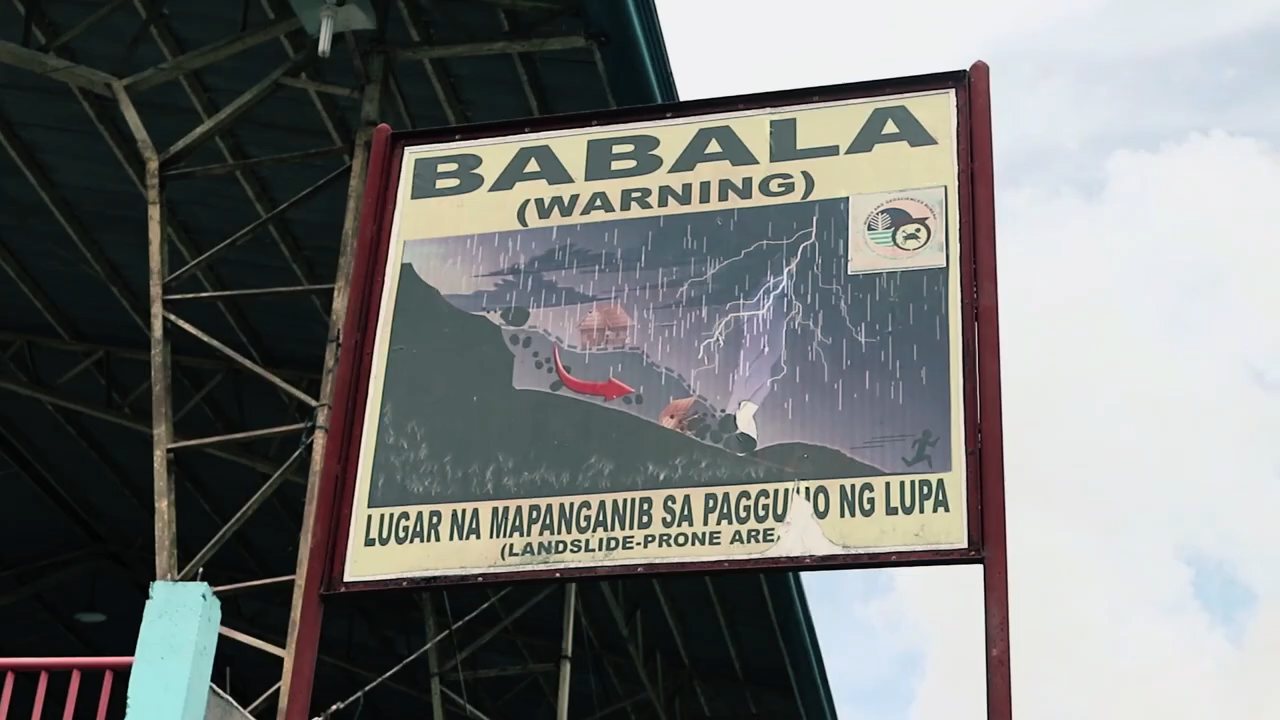 BABALA
(WARNING)
LUGAR NA MAPANGANIB SA NG LUPA
(LANDSLIDE-PRONE